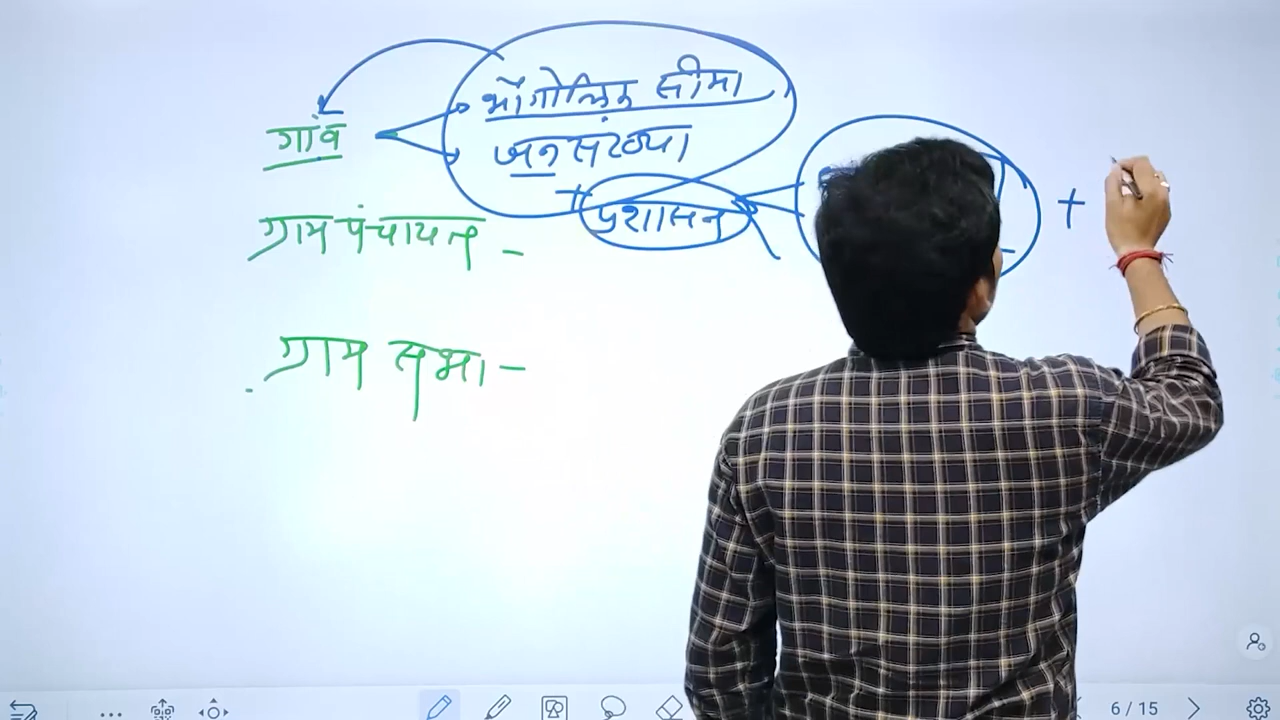 भौगोलिक सीमा
गांव
जनसंख्या
+ प्रशासन
+
ग्राम पंचायत -
ग्राम सभा -
6 / 15